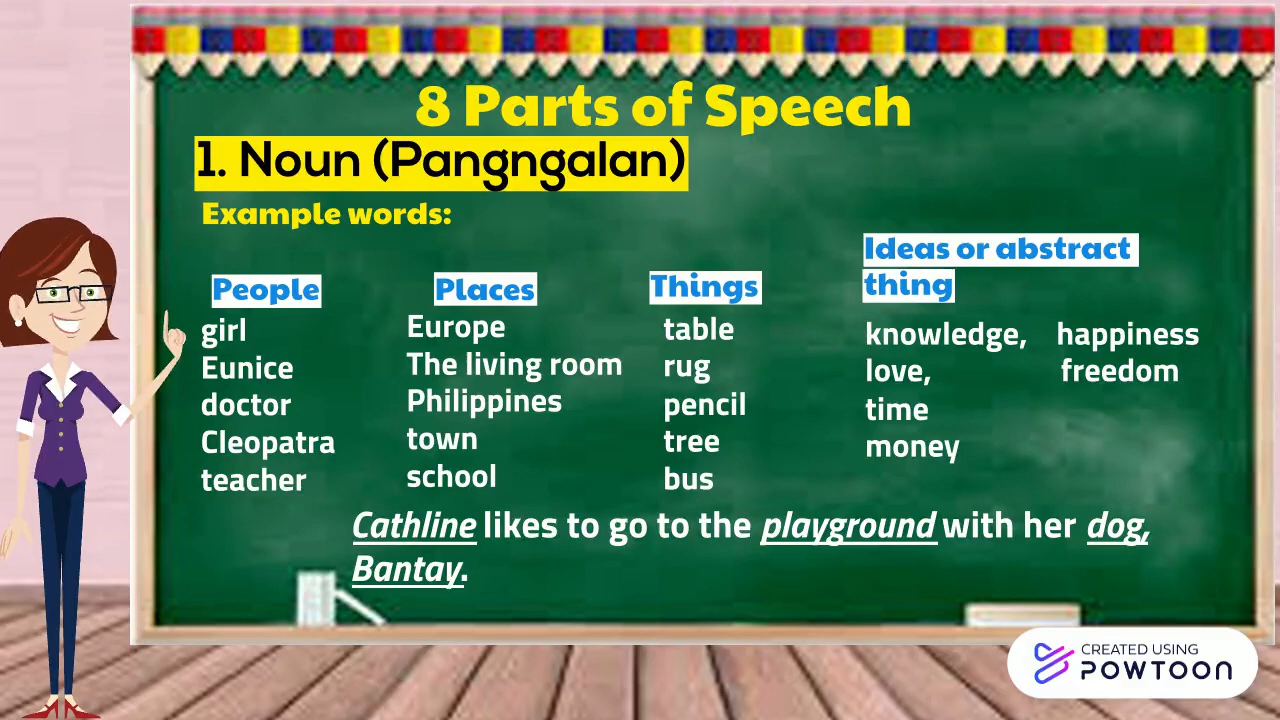 8 Parts of Speech
1. Noun (Pangngalan)
Example words:
People
girl
Eunice
doctor
Cleopatra
teacher
Places
Europe
The living room
Philippines
town
school
Things
table
rug
pencil
tree
bus
Ideas or abstract
thing
knowledge, happiness
love, freedom
time
money
Cathline likes to go to the playground with her dog,
Bantay.
CREATED USING
POWTOON